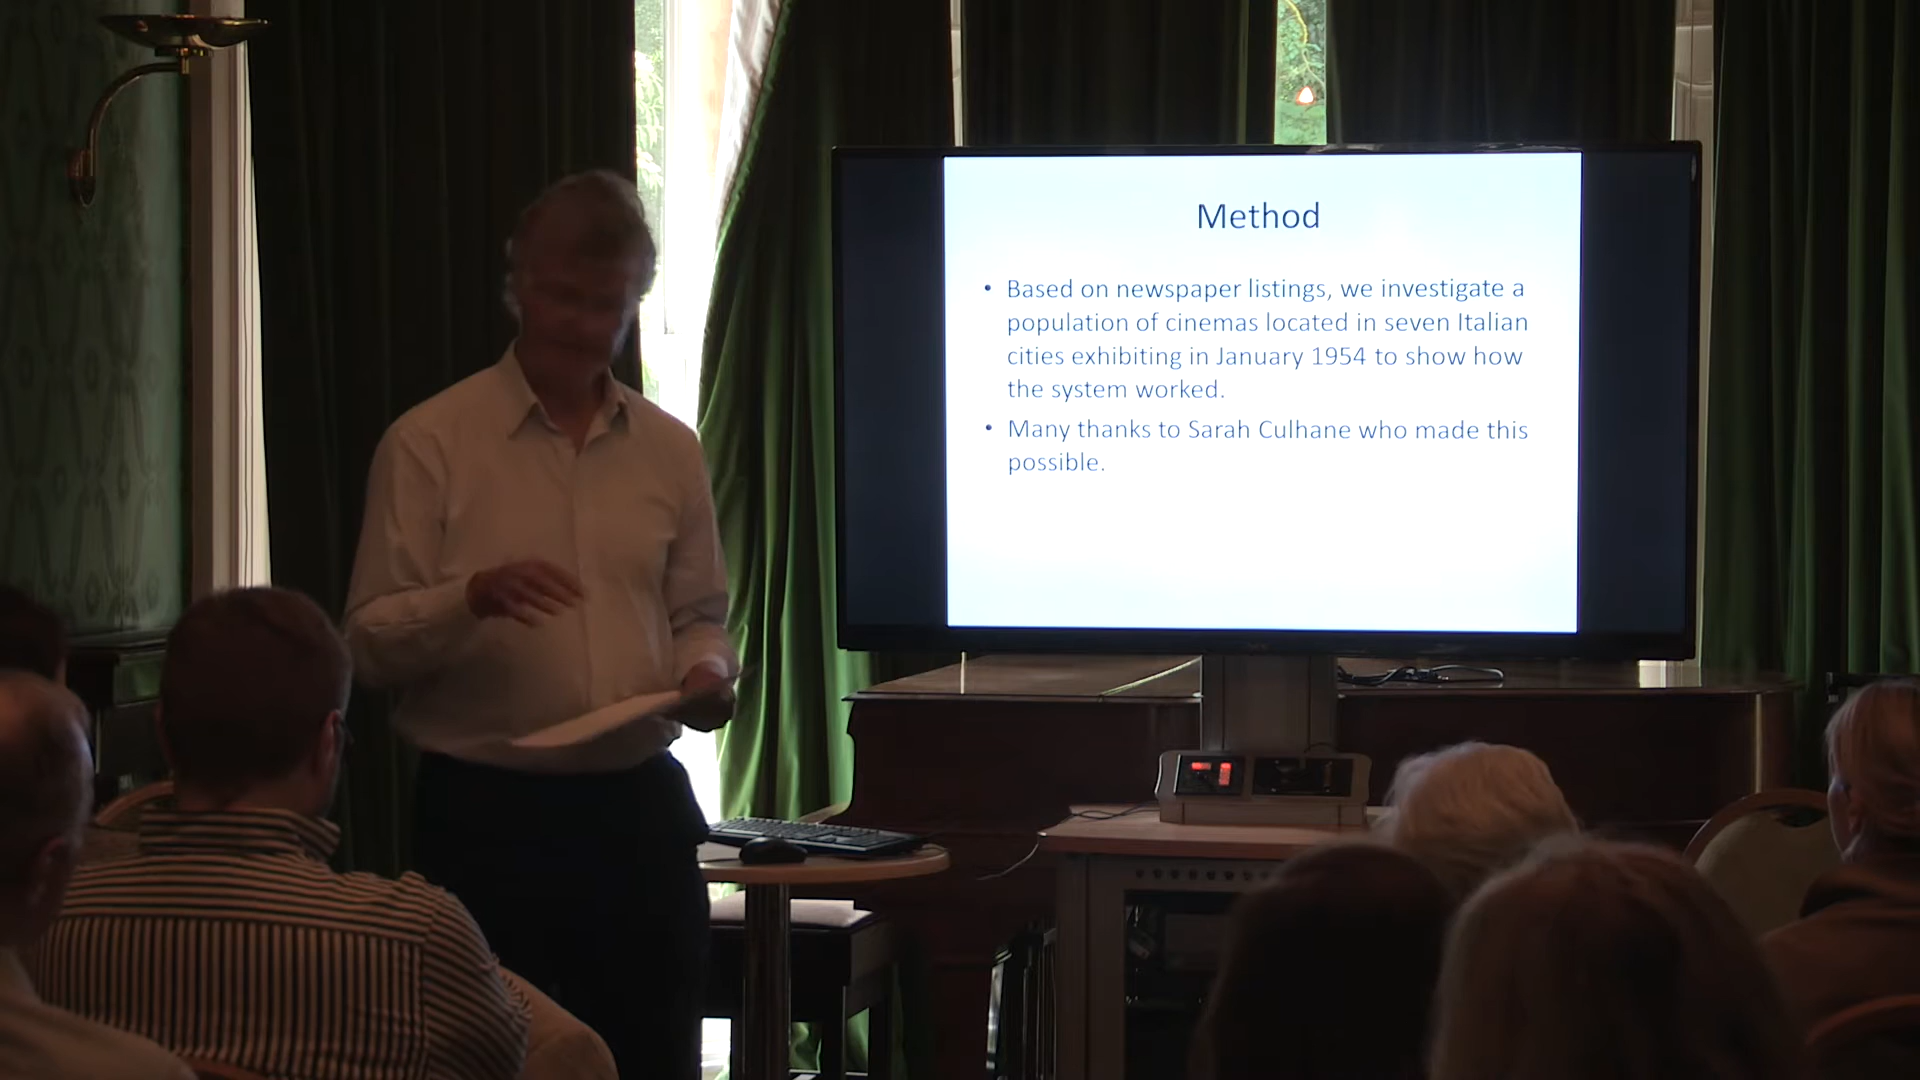 Method
• Based on newspaper listings, we investigate a
population of cinemas located in seven Italian
cities exhibiting in January 1954 to show how
the system worked.
• Many thanks to Sarah Culhane who made this
possible.